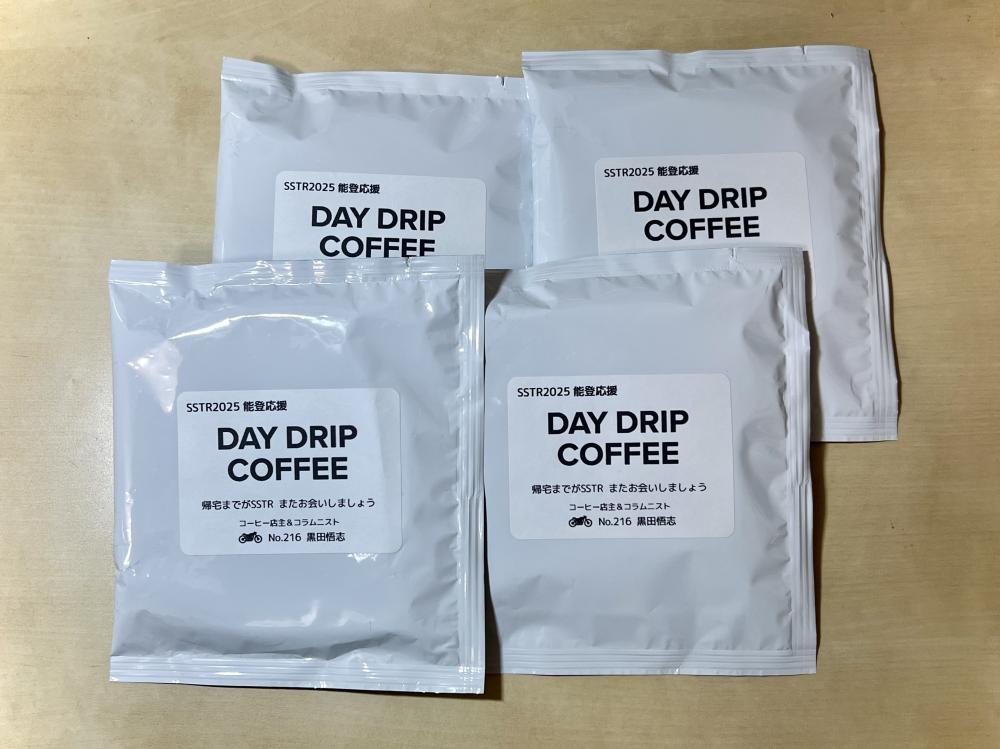 SSTR2025 能登応援
DAY DRIP
COFFEE
SSTR2025 能登応援
DAY DRIP
COFFEE
SSTR2025 能登応援
DAY DRIP
COFFEE
帰宅までがSSTR またお会いしましょう
コーヒー店主&コラムニスト
No.216 黒田悟志
SSTR2025 能登応援
DAY DRIP
COFFEE
帰宅までがSSTR またお会いしましょう
コーヒー店主&コラムニスト
No.216 黒田悟志